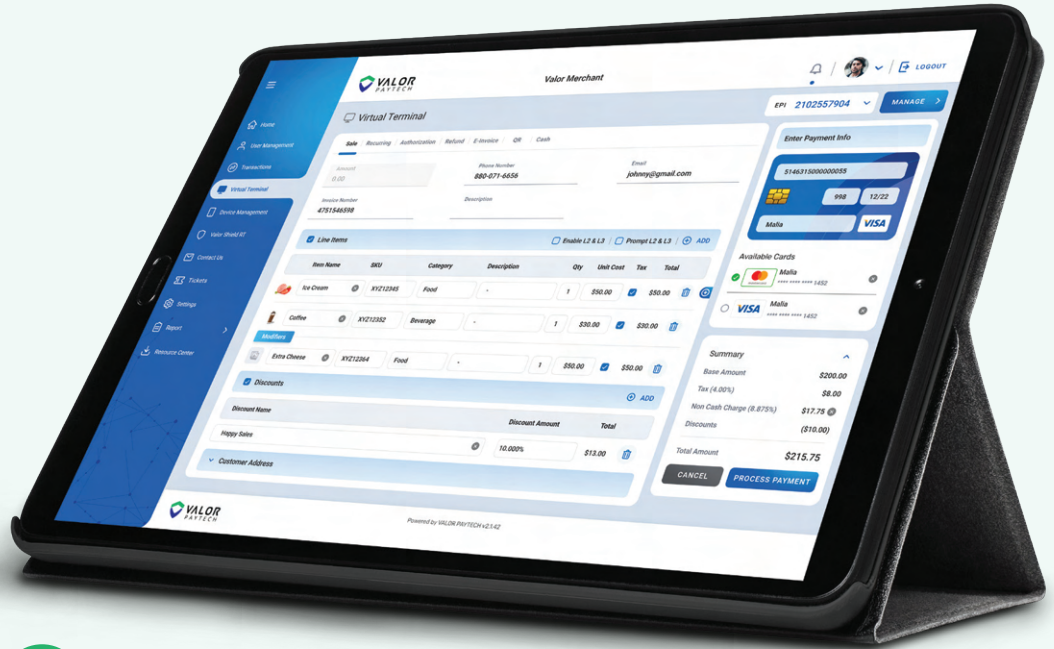 VALOR
PAYTECH
Valor Merchant
LOGOUT
Home
User Management
Transactions
Virtual Terminal
Device Management
Valor Shield RT
Contact Us
Tickets
Settings
Report
Resource Center
Virtual Terminal
EPI 2102557904
MANAGE
Sale Recurring Authorization Refund E-Invoice QR Cash
Amount
0.00
Phone Number
880-071-6656
Email
johnny@gmail.com
Invoice Number
4751546598
Description
Line Items
Enable L2 & L3 Prompt L2 & L3 ADD
Item Name SKU Category Description Qty Unit Cost Tax Total
Ice Cream XYZ12345 Food - 1 $50.00 $50.00
Coffee XYZ12352 Beverage - 1 $30.00 $30.00
Modifiers
Extra Cheese XYZ12364 Food - 1 $50.00 $50.00
Discounts
ADD
Discount Name Discount Amount Total
Happy Sales 10.000% $13.00
Customer Address
VALOR
PAYTECH
Powered by VALOR PAYTECH v2.1.42
Enter Payment Info
5146315000000055
998 12/22
Malia
VISA
Available Cards
Malia
**** **** **** 1452
VISA
Malia
**** **** **** 1452
Summary
Base Amount $200.00
Tax (4.00%) $8.00
Non Cash Charge (8.875%) $17.75
Discounts ($10.00)
Total Amount $215.75
CANCEL
PROCESS PAYMENT